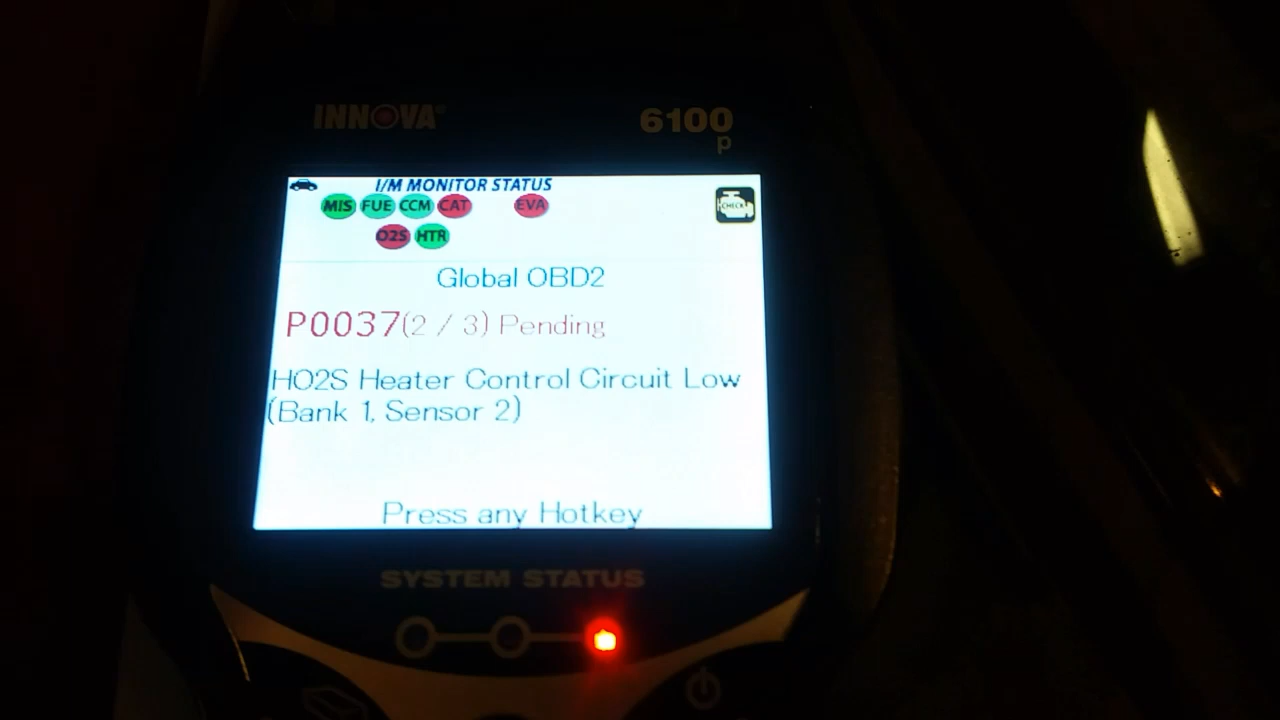 INNOVA
6100
p
I/M MONITOR STATUS
MIS FUE CCM CAT EVA
CHECK
O2S HTR
Global OBD2
P0037(2 / 3) Pending
HO2S Heater Control Circuit Low
(Bank 1, Sensor 2)
Press any Hotkey
SYSTEM STATUS